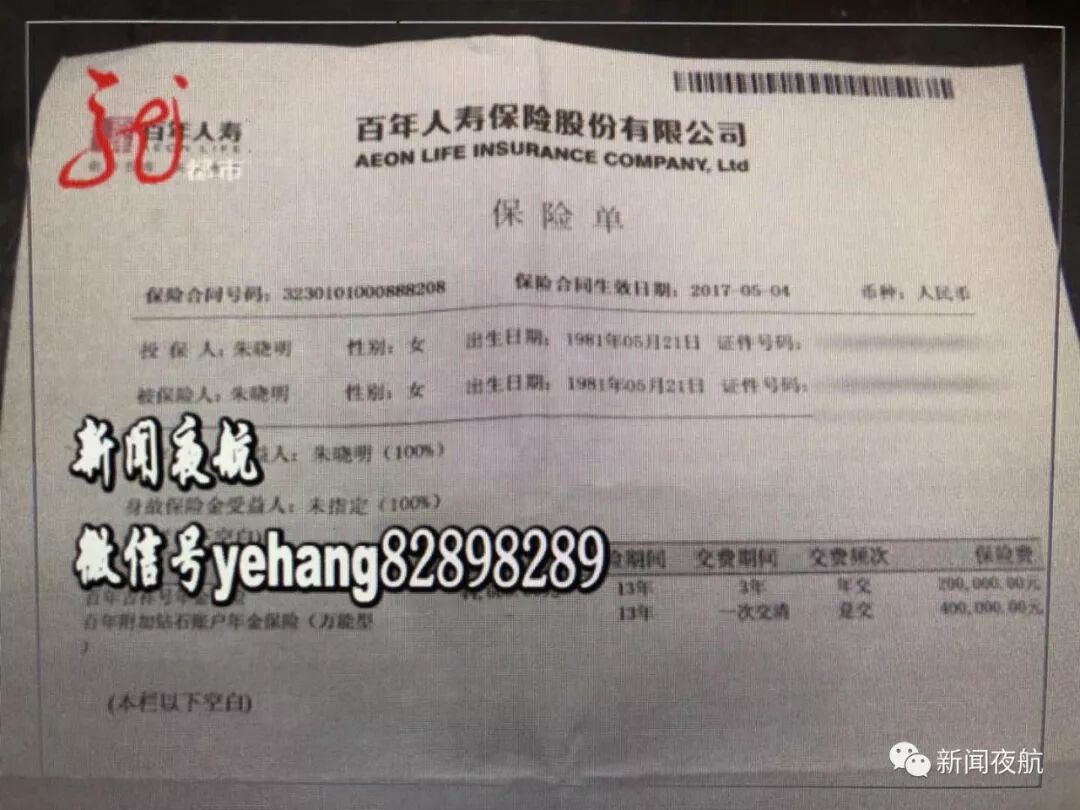 百年人寿
AEON LIFE
都市
百年人寿保险股份有限公司
AEON LIFE INSURANCE COMPANY, Ltd
保险单
保险合同号码：3230101000888208 保险合同生效日期：2017-05-04 币种：人民币
投保人：朱晓明 性别：女 出生日期：1981年05月21日 证件号码：
被保险人：朱晓明 性别：女 出生日期：1981年05月21日 证件号码：
新闻夜航
益人：朱晓明（100%）
身故保险金受益人：未指定（100%）
空白）
微信号yehang82898289
险期间 交费期间 交费频次 保险费
13年 3年 年交 200,000.00元
百年附加钻石账户年金保险（万能型
）
13年 一次交清 趸交 400,000.00元
（本栏以下空白）
新闻夜航